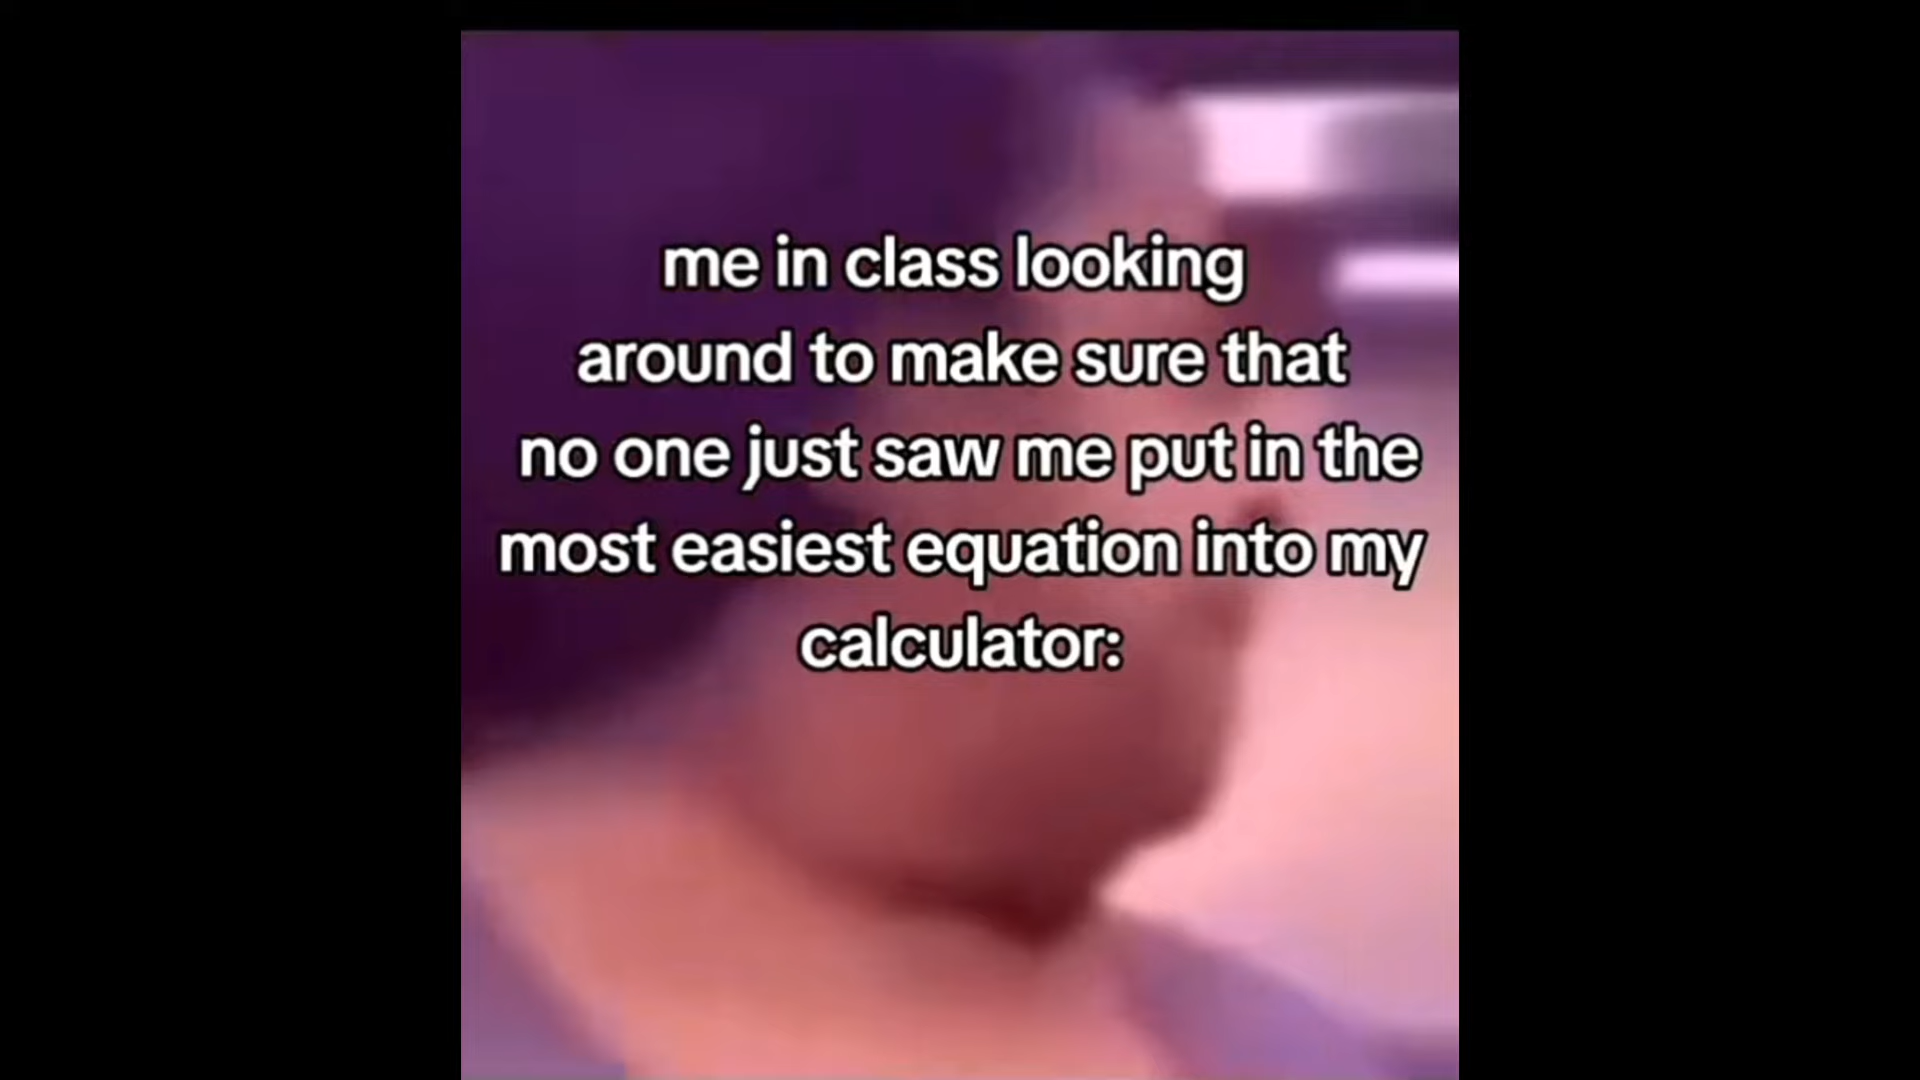 me in class looking
around to make sure that
no one just saw me put in the
most easiest equation into my
calculator: